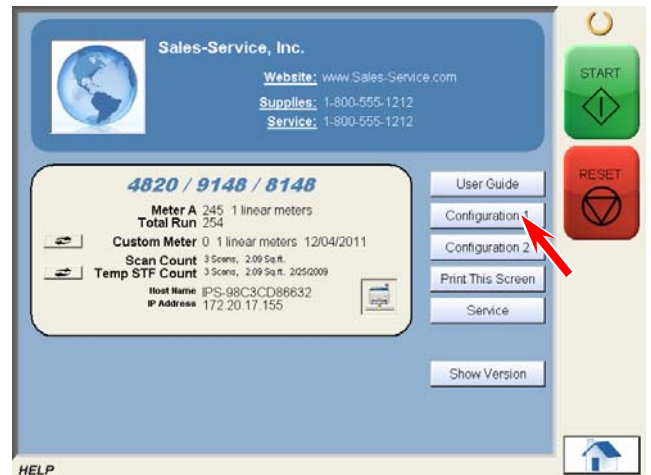 Sales-Service, Inc.
Website: www.Sales-Service.com
Supplies: 1-800-555-1212
Service: 1-800-555-1212
START
RESET
4820 / 9148 / 8148
Meter A 245 1 linear meters
Total Run 254
Custom Meter 0 1 linear meters 12/04/2011
Scan Count 3 Scans, 2.09 Sq.ft.
Temp STF Count 3 Scans, 2.09 Sq.ft. 2/25/2009
Host Name IPS-98C3CD86632
IP Address 172.20.17.155
User Guide
Configuration 1
Configuration 2
Print This Screen
Service
Show Version
HELP